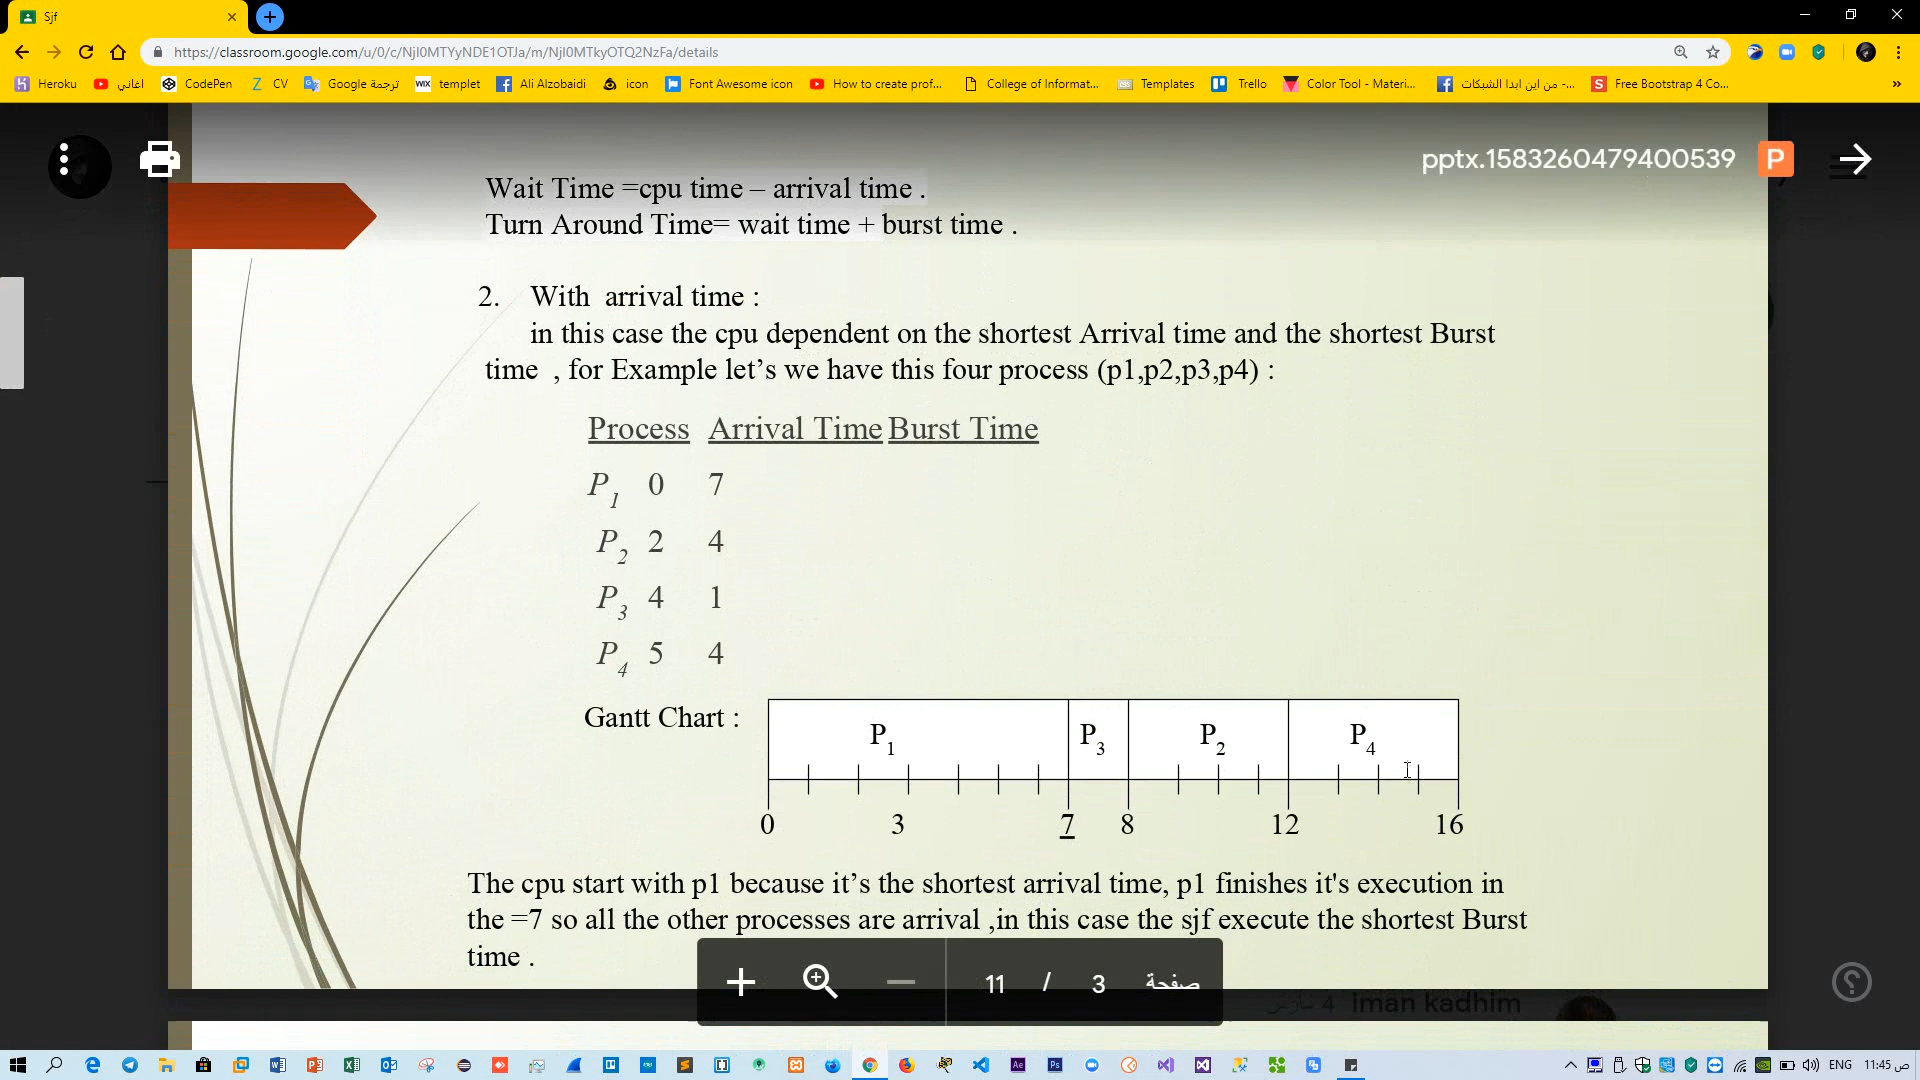 Sjf
https://classroom.google.com/u/0/c/NjI0MTYyNDE1OTJa/m/NjI0MTkyOTQ2NzFa/details
Heroku اغاني CodePen CV Google ترجمة templet Ali Alzobaidi icon Font Awesome icon How to create prof... College of Informat... Templates Trello Color Tool - Materi... من اين ابدا الشبكات -... Free Bootstrap 4 Co... »
pptx.1583260479400539 P
Wait Time =cpu time – arrival time .
Turn Around Time= wait time + burst time .
2. With arrival time :
in this case the cpu dependent on the shortest Arrival time and the shortest Burst
time , for Example let’s we have this four process (p1,p2,p3,p4) :
Process Arrival Time Burst Time
P1 0 7
P2 2 4
P3 4 1
P4 5 4
Gantt Chart :
P1 P3 P2 P4
0 3 7 8 12 16
The cpu start with p1 because it’s the shortest arrival time, p1 finishes it's execution in
the =7 so all the other processes are arrival ,in this case the sjf execute the shortest Burst
time .
صفحة 3 / 11
iman kadhim 4 مارس
ENG 11:45 ص